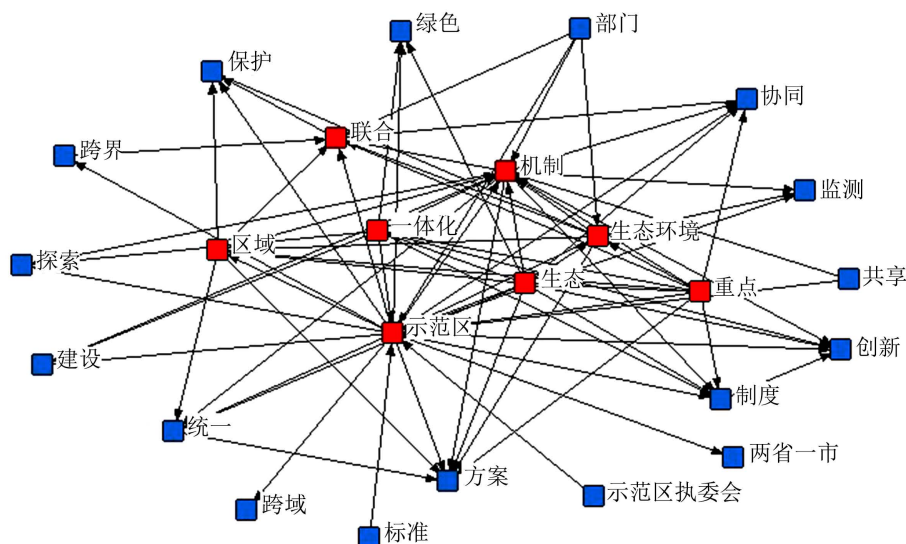 绿色
部门
保护
协同
联合
跨界
机制
监测
一体化
生态环境
区域
探索
生态
重点
共享
示范区
建设
创新
制度
统一
两省一市
方案
示范区执委会
跨域
标准